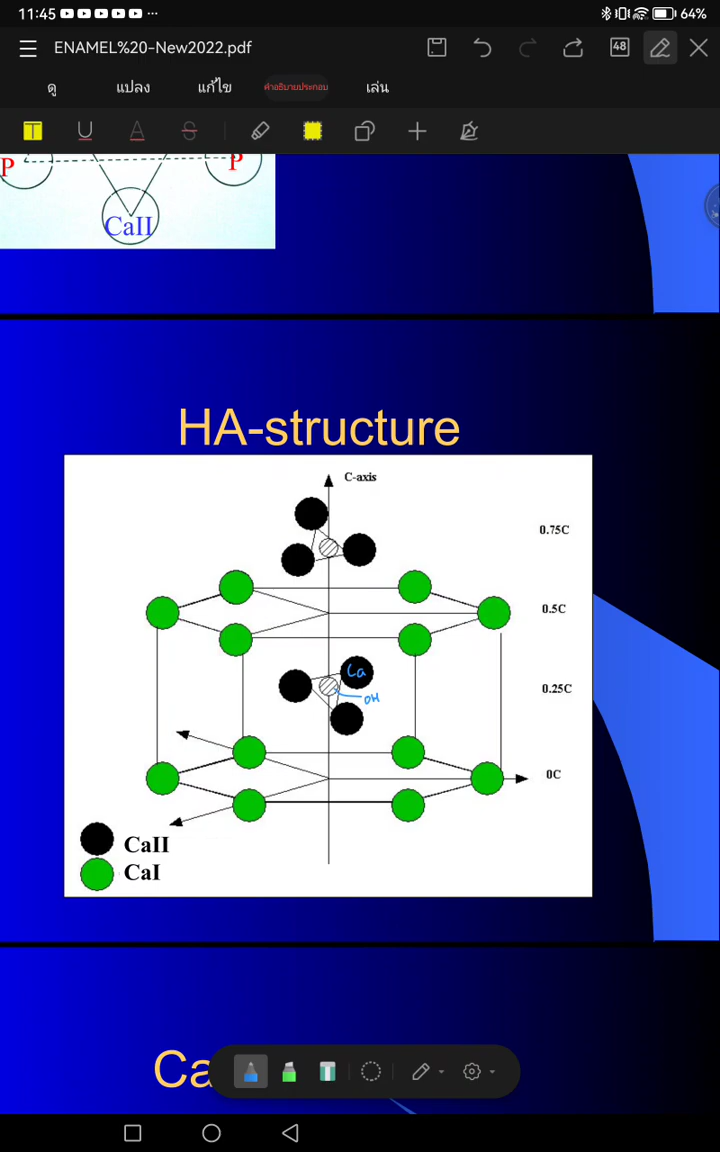 11:45
64%
ENAMEL%20-New2022.pdf
48
ดู แปลง แก้ไข คำอธิบายประกอบ เล่น
T U A S
P P
CaII
HA-structure
C-axis
0.75C
0.5C
Ca
0.25C
OH
0C
CaII
CaI
Ca